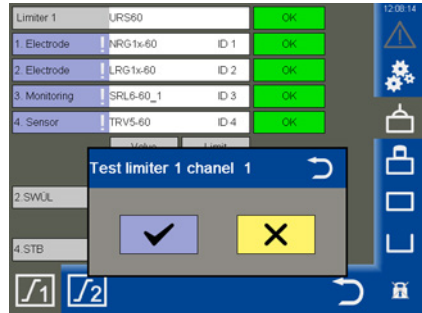 12:08:14
Limiter 1 URS60 OK
1. Electrode ! NRG1x-60 ID 1 OK
2. Electrode ! LRG1x-60 ID 2 OK
3. Monitoring ! SRL6-60_1 ID 3 OK
4. Sensor ! TRV5-60 ID 4 OK
Value Limit
Test limiter 1 chanel 1
2.SWÜL
4.STB
1 2